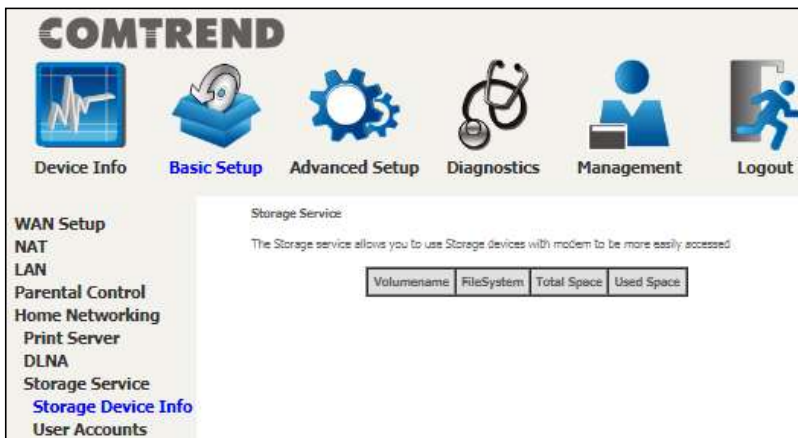 COMTREND
Device Info Basic Setup Advanced Setup Diagnostics Management Logout
WAN Setup
NAT
LAN
Parental Control
Home Networking
Print Server
DLNA
Storage Service
Storage Device Info
User Accounts
Storage Service
The Storage service allows you to use Storage devices with modem to be more easily accessed
Volumename FileSystem Total Space Used Space